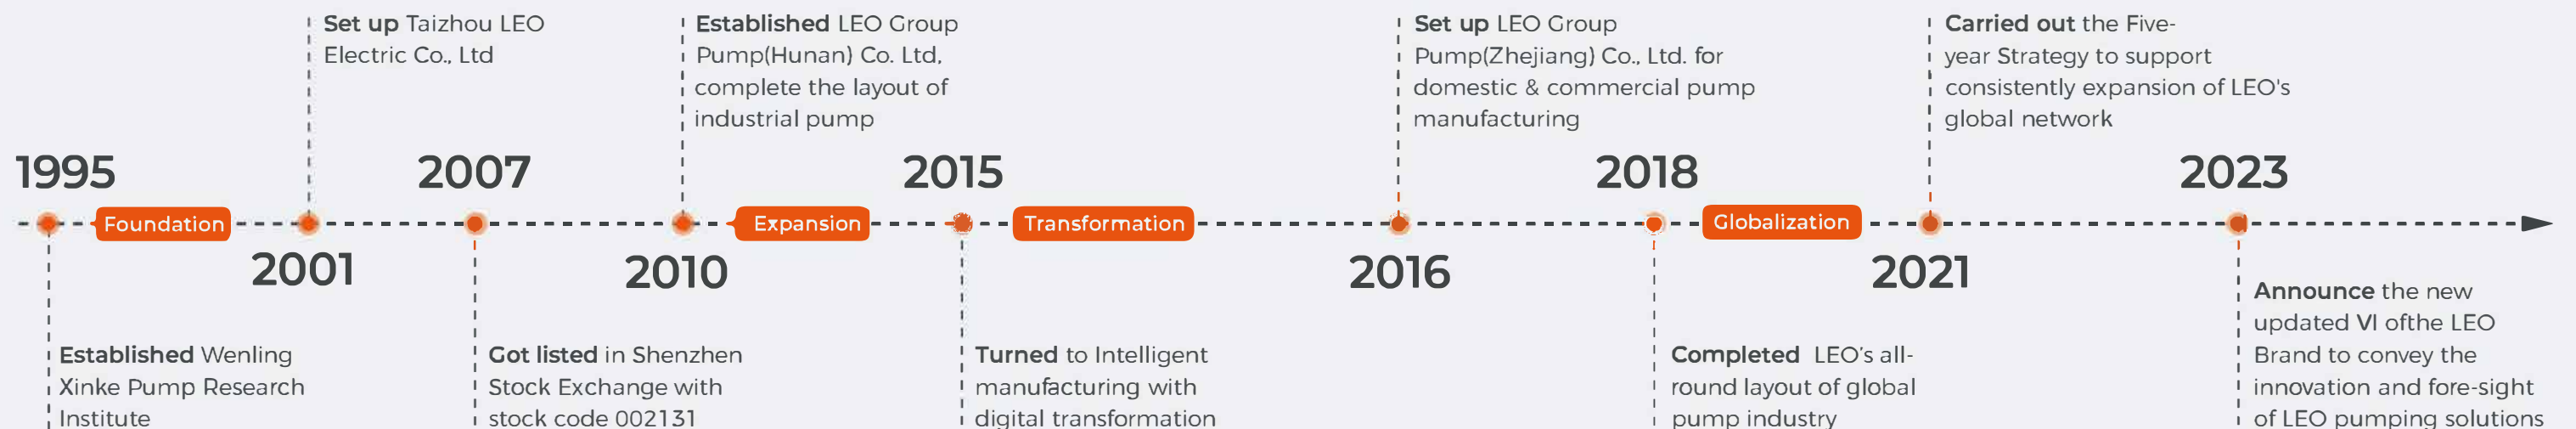 Set up Taizhou LEO
Electric Co., Ltd
Established LEO Group
Pump(Hunan) Co. Ltd,
complete the layout of
industrial pump
Set up LEO Group
Pump(Zhejiang) Co., Ltd. for
domestic & commercial pump
manufacturing
Carried out the Five-
year Strategy to support
consistently expansion of LEO's
global network
1995
2007
2015
2018
2023
Foundation
Expansion
Transformation
Globalization
2001
2010
2016
2021
Established Wenling
Xinke Pump Research
Institute
Got listed in Shenzhen
Stock Exchange with
stock code 002131
Turned to Intelligent
manufacturing with
digital transformation
Completed LEO's all-
round layout of global
pump industry
Announce the new
updated VI ofthe LEO
Brand to convey the
innovation and fore-sight
of LEO pumping solutions